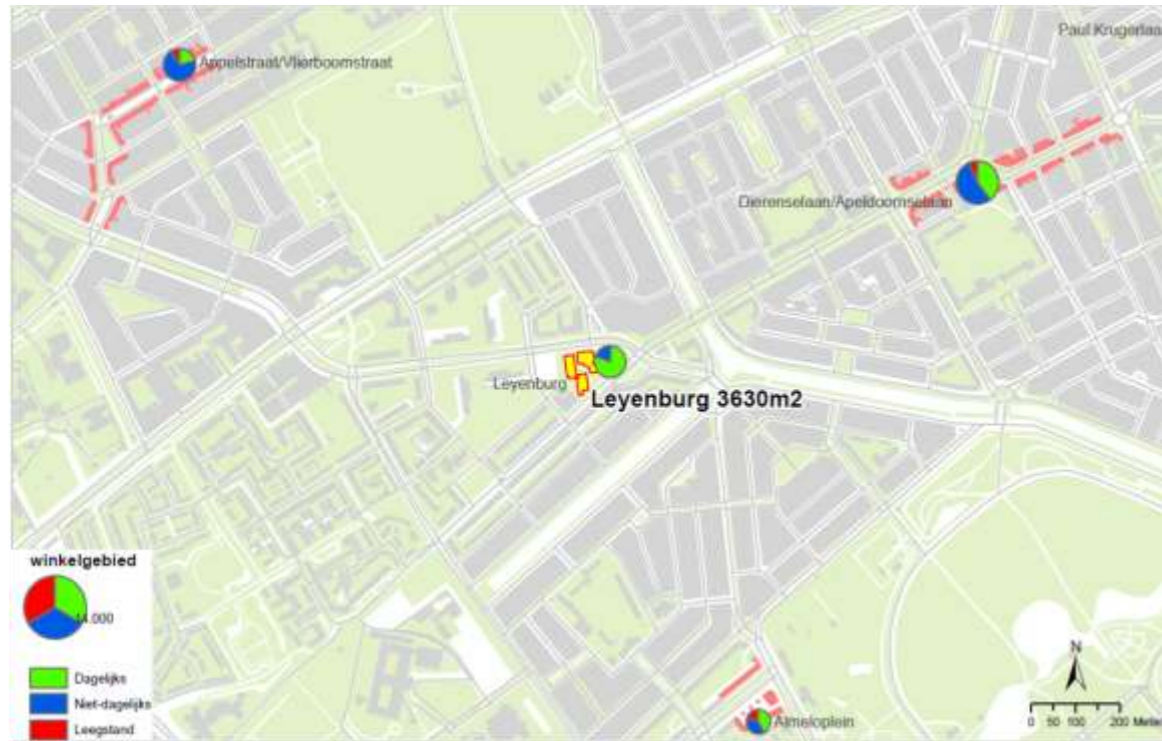 Paul Krugerlaa
Appelstraat/Vlierboomstraat
Dierenselaan/Apeldoornselaan
Leyenburg
Leyenburg 3630m2
winkelgebied
14.000
Dagelijks
Niet-dagelijks
Leegstand
Almeloplein
N
0 50 100 200 Meter